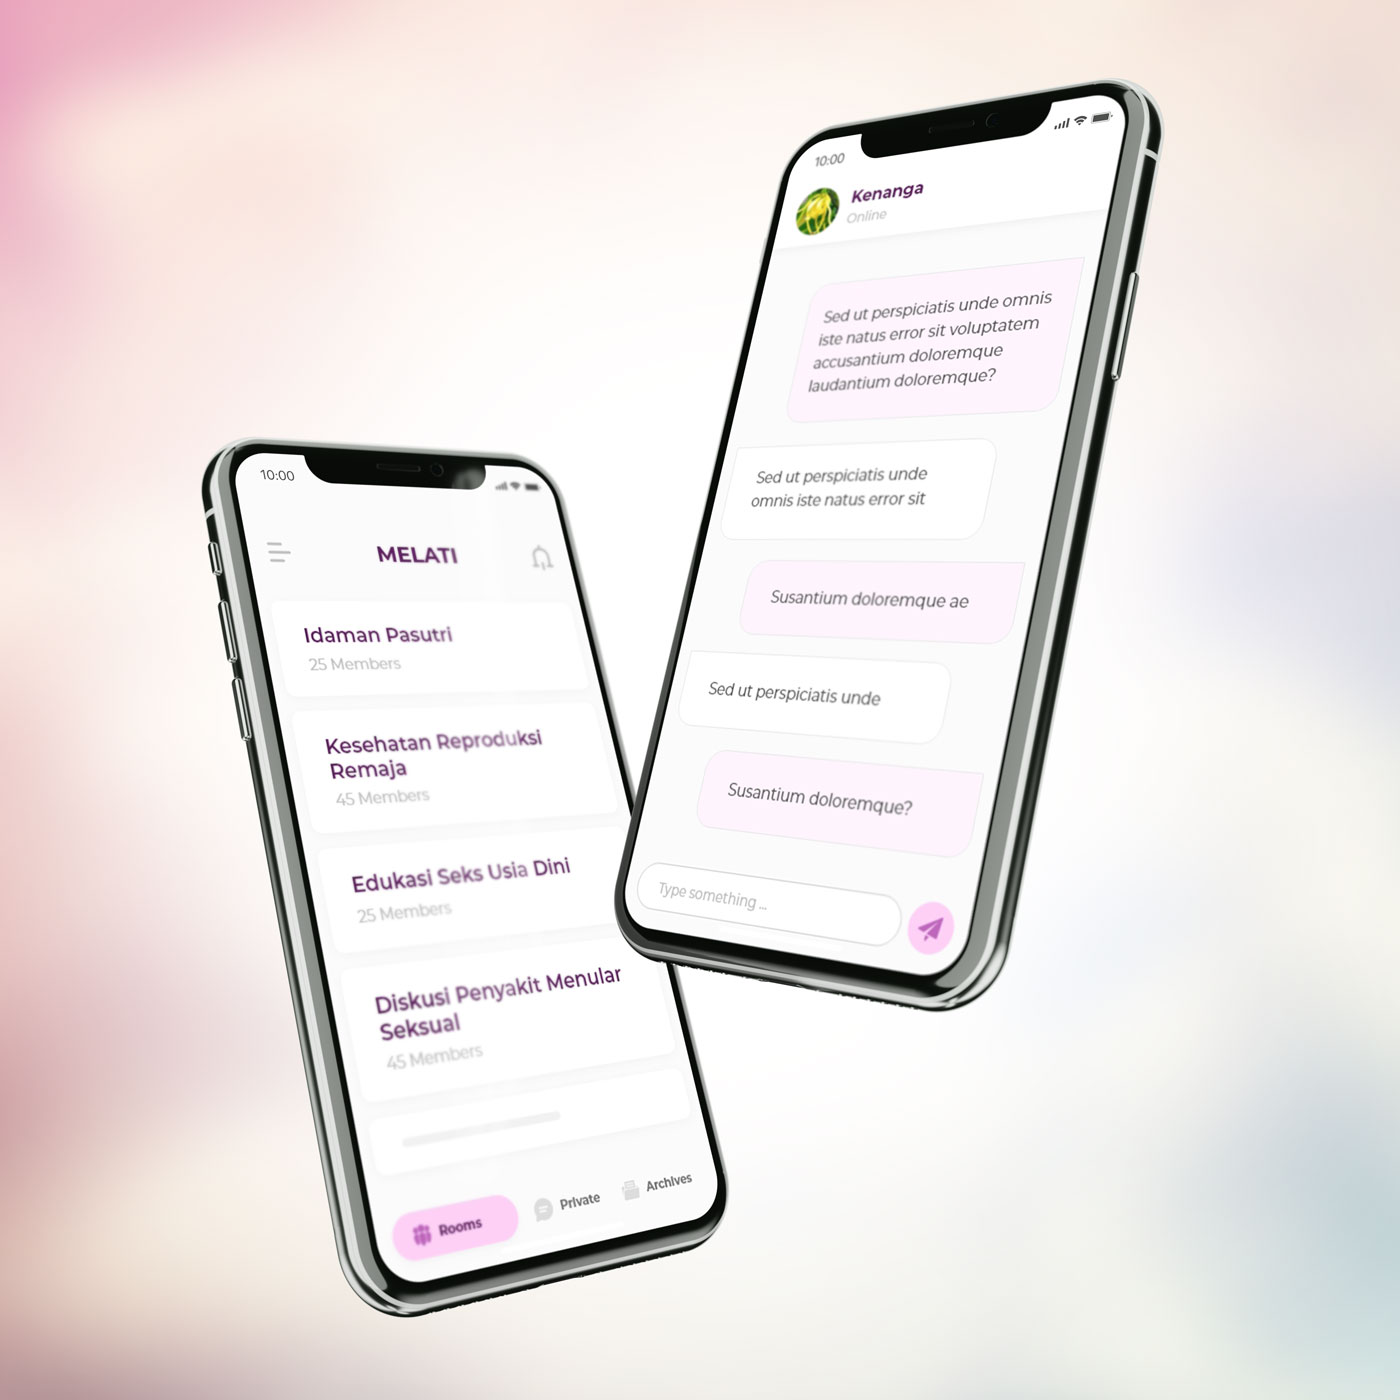 10:00
MELATI
Idaman Pasutri
25 Members
Kesehatan Reproduksi
Remaja
45 Members
Edukasi Seks Usia Dini
25 Members
Diskusi Penyakit Menular
Seksual
45 Members
Rooms
Private
Archives
10:00
Kenanga
Online
Sed ut perspiciatis unde omnis
iste natus error sit voluptatem
accusantium doloremque
laudantium doloremque?
Sed ut perspiciatis unde
omnis iste natus error sit
Susantium doloremque ae
Sed ut perspiciatis unde
Susantium doloremque?
Type something ...